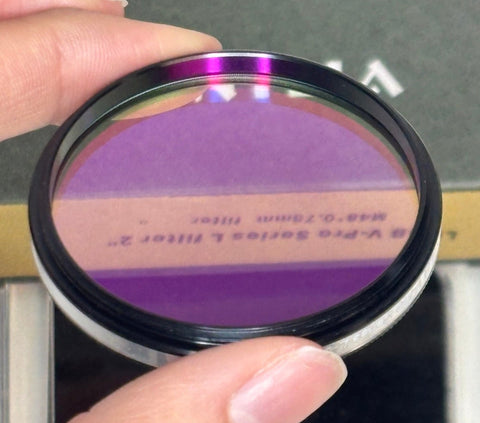 V-Pro Series L filter 2"
M48*0.75mm filter "